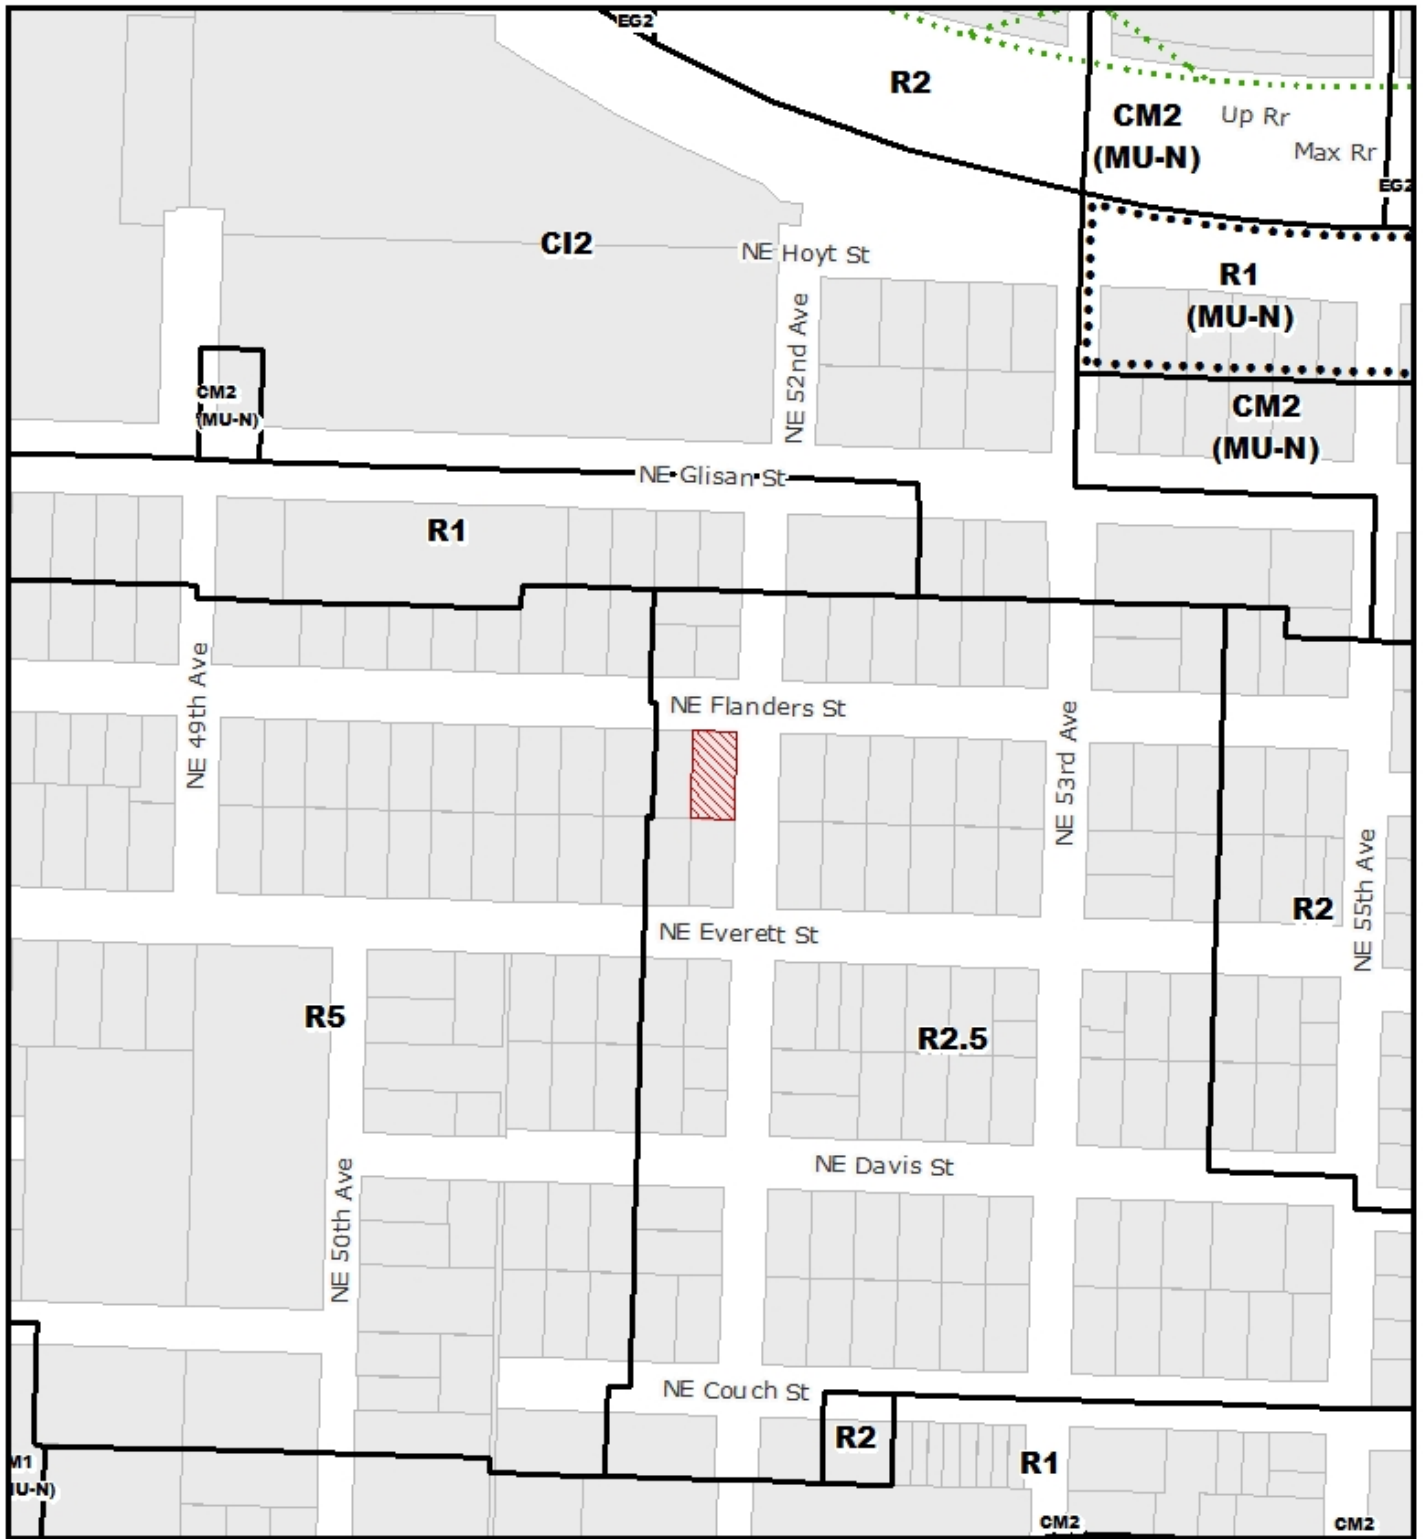 EG2
R2
CM2
(MU-N)
Up Rr
Max Rr
EG2
CI2
NE Hoyt St
R1
(MU-N)
NE 52nd Ave
CM2
(MU-N)
CM2
(MU-N)
NE Glisan St
R1
NE 49th Ave
NE Flanders St
NE 53rd Ave
NE 55th Ave
R2
NE Everett St
R5
R2.5
NE Davis St
NE 50th Ave
NE Couch St
R2
R1
M1
IU-N)
CM2
CM2